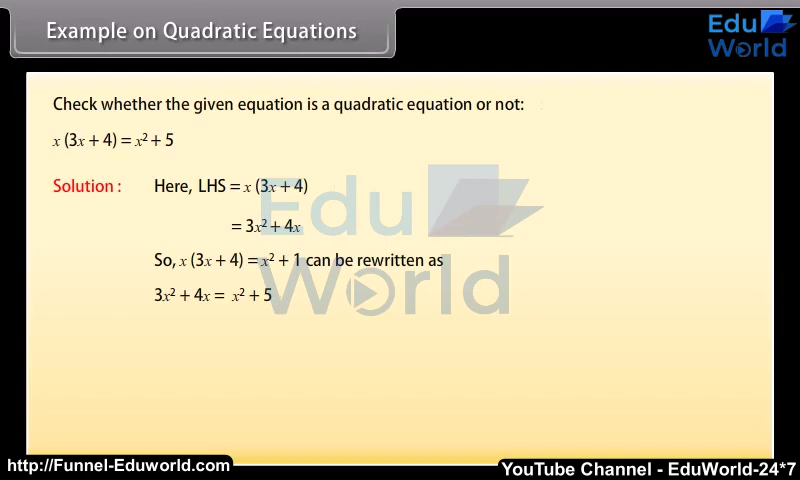 Example on Quadratic Equations
Edu
World
Check whether the given equation is a quadratic equation or not:
x (3x + 4) = x² + 5
Solution : Here, LHS = x (3x + 4)
= 3x² + 4x
So, x (3x + 4) = x² + 1 can be rewritten as
3x² + 4x = x² + 5
Edu
World
http://Funnel-Eduworld.com
YouTube Channel - EduWorld-24*7